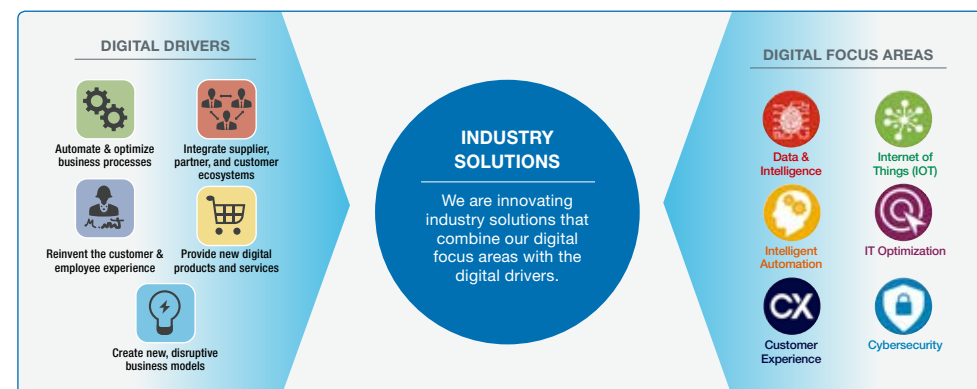 DIGITAL DRIVERS
Automate & optimize
business processes
Integrate supplier,
partner, and customer
ecosystems
Reinvent the customer &
employee experience
Provide new digital
products and services
Create new, disruptive
business models
INDUSTRY
SOLUTIONS
We are innovating
industry solutions that
combine our digital
focus areas with the
digital drivers.
DIGITAL FOCUS AREAS
Data &
Intelligence
Internet of
Things (IOT)
Intelligent
Automation
IT Optimization
CX
Customer
Experience
Cybersecurity